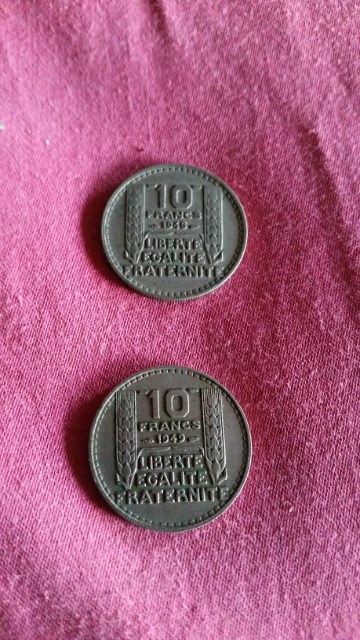 10
FRANCS
LIBERTE
EGALITE
FRATERNITE
10
FRANCS
1949
LIBERTE
EGALITE
FRATERNITE